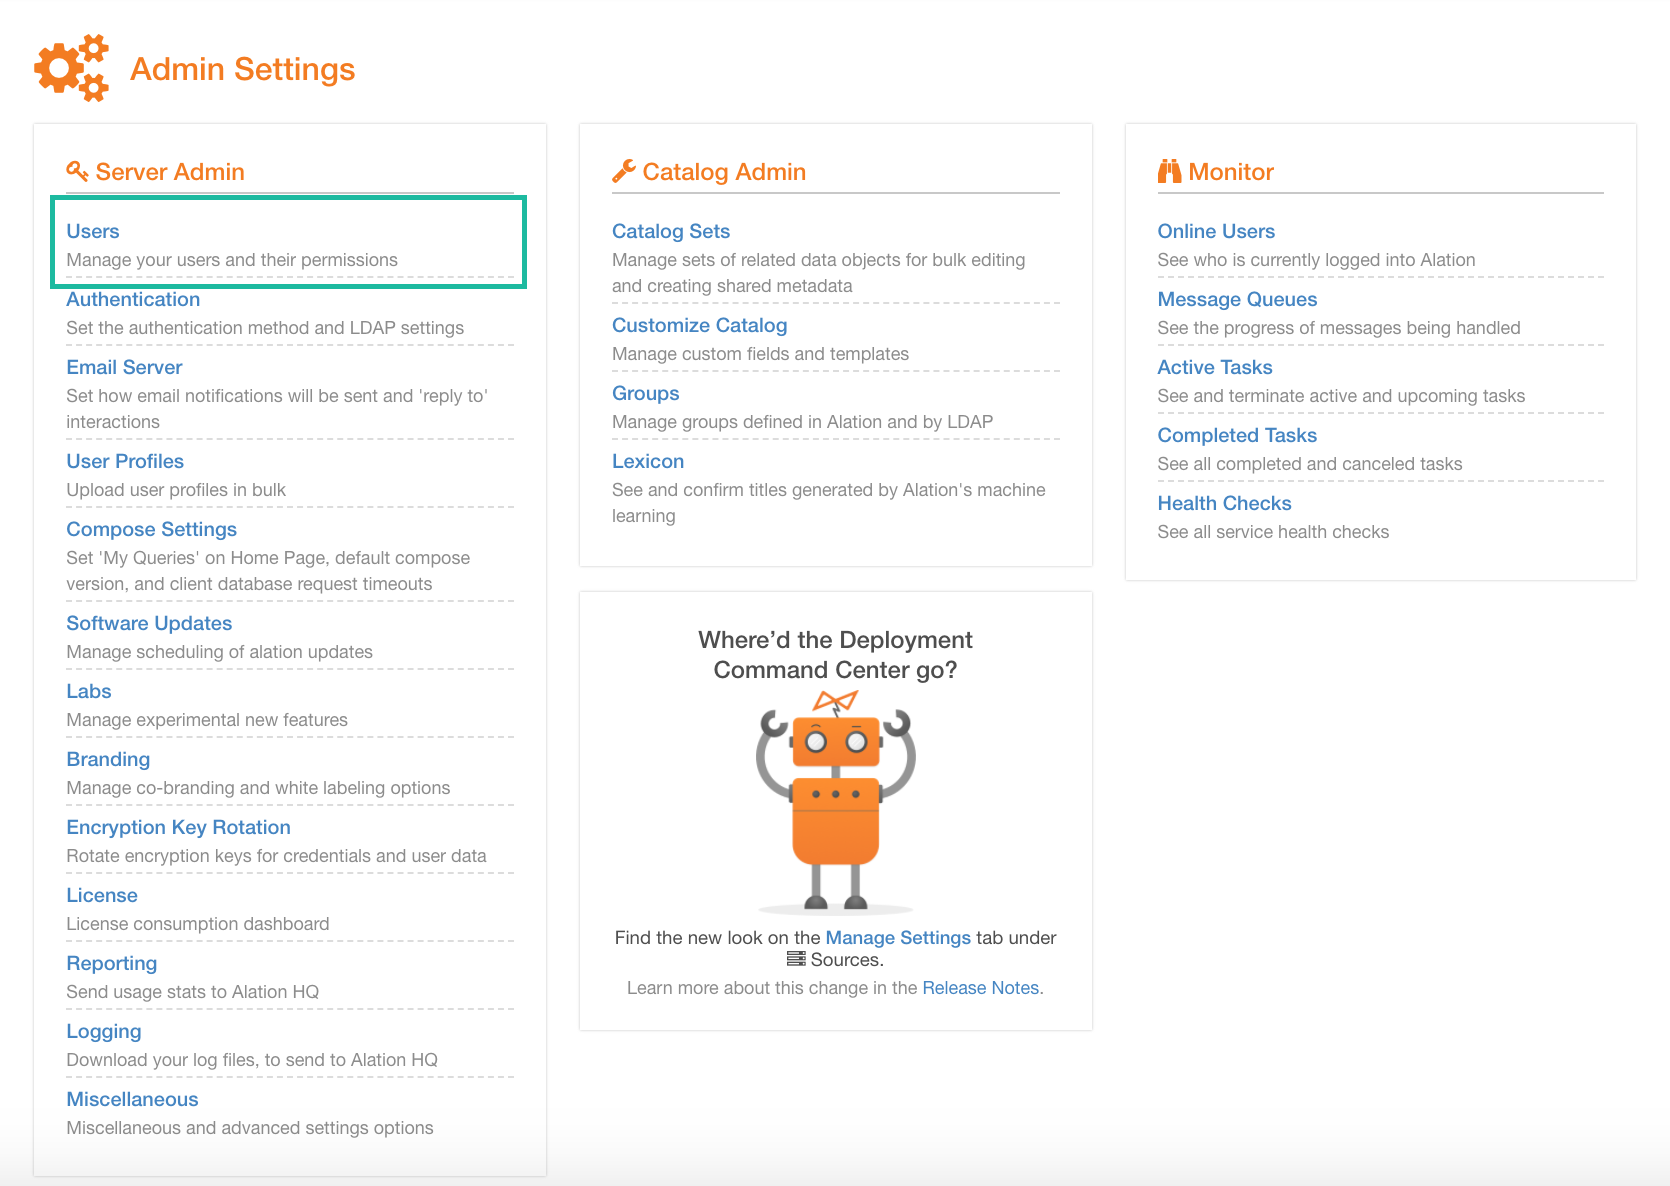 Admin Settings
Server Admin
Users
Manage your users and their permissions
Authentication
Set the authentication method and LDAP settings
Email Server
Set how email notifications will be sent and 'reply to'
interactions
User Profiles
Upload user profiles in bulk
Compose Settings
Set 'My Queries' on Home Page, default compose
version, and client database request timeouts
Software Updates
Manage scheduling of alation updates
Labs
Manage experimental new features
Branding
Manage co-branding and white labeling options
Encryption Key Rotation
Rotate encryption keys for credentials and user data
License
License consumption dashboard
Reporting
Send usage stats to Alation HQ
Logging
Download your log files, to send to Alation HQ
Miscellaneous
Miscellaneous and advanced settings options
Catalog Admin
Catalog Sets
Manage sets of related data objects for bulk editing
and creating shared metadata
Customize Catalog
Manage custom fields and templates
Groups
Manage groups defined in Alation and by LDAP
Lexicon
See and confirm titles generated by Alation's machine
learning
Where’d the Deployment
Command Center go?
Find the new look on the Manage Settings tab under
Sources.
Learn more about this change in the Release Notes.
Monitor
Online Users
See who is currently logged into Alation
Message Queues
See the progress of messages being handled
Active Tasks
See and terminate active and upcoming tasks
Completed Tasks
See all completed and canceled tasks
Health Checks
See all service health checks